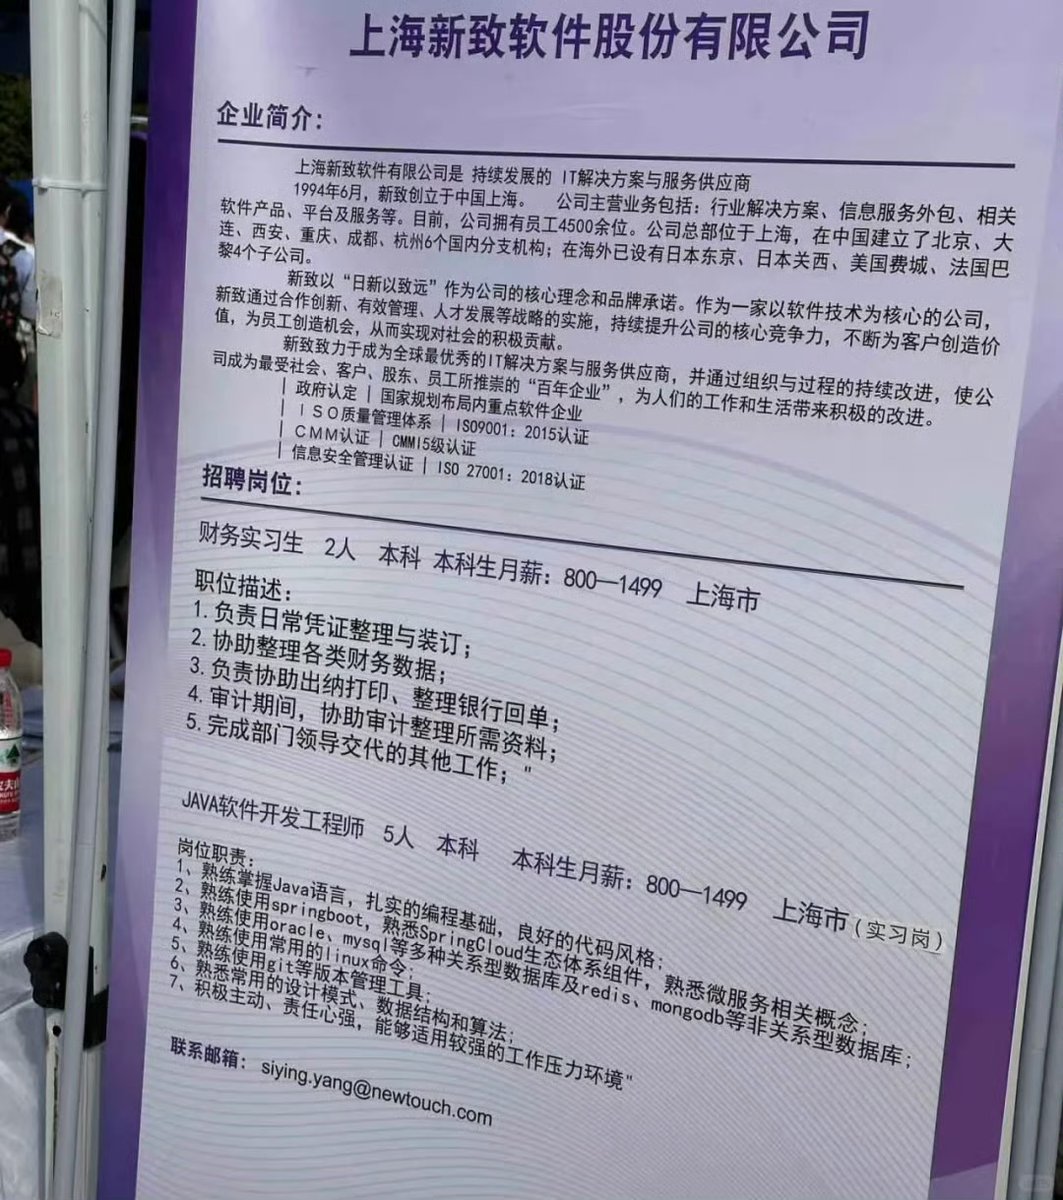 上海新致软件股份有限公司
企业简介：
上海新致软件有限公司是 持续发展的 IT解决方案与服务供应商
1994年6月，新致创立于中国上海。 公司主营业务包括：行业解决方案、信息服务外包、相关
软件产品、平台及服务等。目前，公司拥有员工4500余位。公司总部位于上海，在中国建立了北京、大
连、西安、重庆、成都、杭州6个国内分支机构；在海外已设有日本东京、日本关西、美国费城、法国巴
黎4个子公司。
新致以“日新以致远”作为公司的核心理念和品牌承诺。作为一家以软件技术为核心的公司，
新致通过合作创新、有效管理、人才发展等战略的实施，持续提升公司的核心竞争力，不断为客户创造价
值，为员工创造机会，从而实现对社会的积极贡献。
新致致力于成为全球最优秀的IT解决方案与服务供应商，并通过组织与过程的持续改进，使公
司成为最受社会、客户、股东、员工所推崇的“百年企业”，为人们的工作和生活带来积极的改进。
| 政府认定 | 国家规划布局内重点软件企业
| ISO质量管理体系 | ISO9001：2015认证
| CMM认证 | CMMI5级认证
| 信息安全管理认证 | ISO 27001：2018认证
招聘岗位：
财务实习生 2人 本科 本科生月薪：800—1499 上海市
职位描述：
1. 负责日常凭证整理与装订；
2. 协助整理各类财务数据；
3. 负责协助出纳打印、整理银行回单；
4. 审计期间，协助审计整理所需资料；
5. 完成部门领导交代的其他工作；"
JAVA软件开发工程师 5人 本科 本科生月薪：800—1499 上海市(实习岗)
岗位职责：
1、熟练掌握Java语言，扎实的编程基础，良好的代码风格；
2、熟练使用springboot，熟悉SpringCloud生态体系组件，熟悉微服务相关概念；
3、熟练使用oracle、mysql等多种关系型数据库及redis、mongodb等非关系型数据库；
4、熟练使用常用的linux命令；
5、熟练使用git等版本管理工具；
6、熟悉常用的设计模式、数据结构和算法；
7、积极主动、责任心强，能够适用较强的工作压力环境"
联系邮箱：siying.yang@newtouch.com